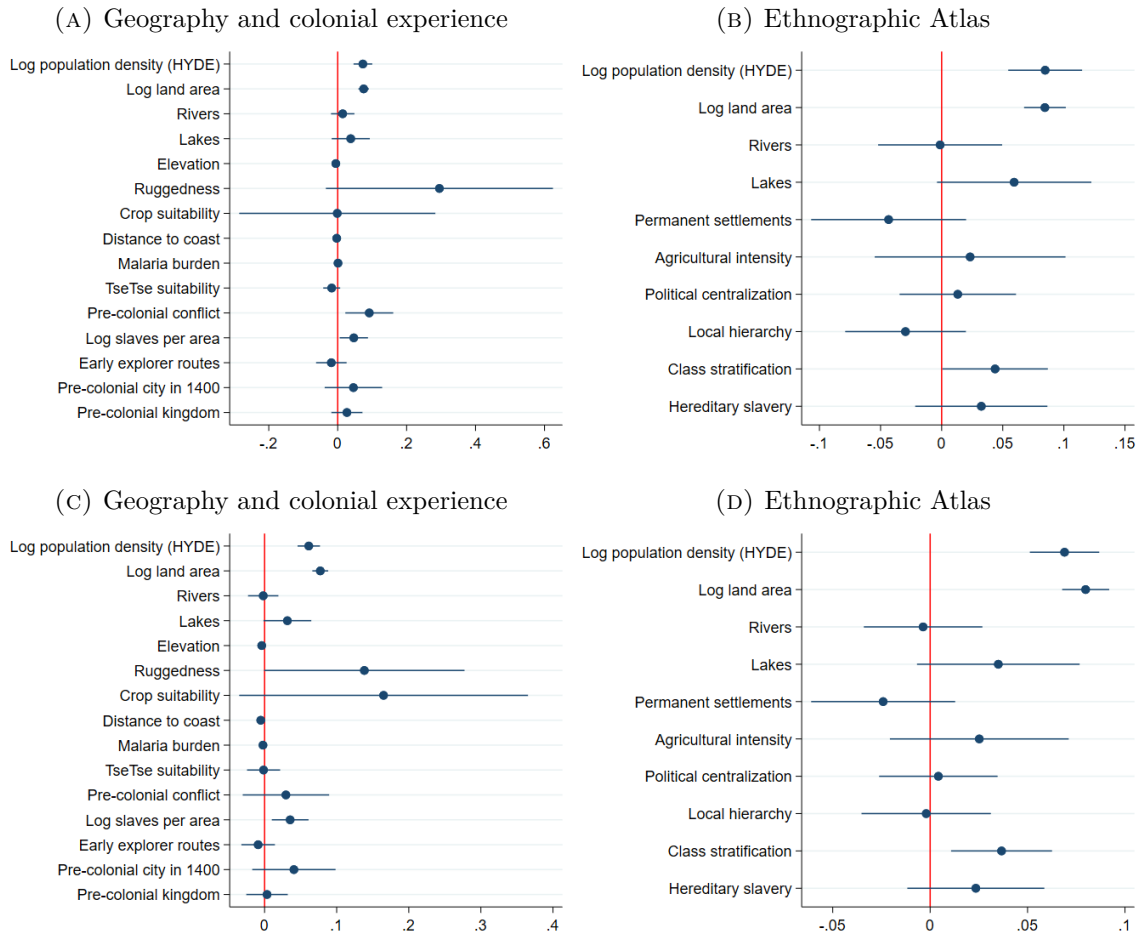 (A) Geography and colonial experience
Log population density (HYDE)
Log land area
Rivers
Lakes
Elevation
Ruggedness
Crop suitability
Distance to coast
Malaria burden
TseTse suitability
Pre-colonial conflict
Log slaves per area
Early explorer routes
Pre-colonial city in 1400
Pre-colonial kingdom
-.2 0 .2 .4 .6
(B) Ethnographic Atlas
Log population density (HYDE)
Log land area
Rivers
Lakes
Permanent settlements
Agricultural intensity
Political centralization
Local hierarchy
Class stratification
Hereditary slavery
-.1 -.05 0 .05 .1 .15
(C) Geography and colonial experience
Log population density (HYDE)
Log land area
Rivers
Lakes
Elevation
Ruggedness
Crop suitability
Distance to coast
Malaria burden
TseTse suitability
Pre-colonial conflict
Log slaves per area
Early explorer routes
Pre-colonial city in 1400
Pre-colonial kingdom
0 .1 .2 .3 .4
(D) Ethnographic Atlas
Log population density (HYDE)
Log land area
Rivers
Lakes
Permanent settlements
Agricultural intensity
Political centralization
Local hierarchy
Class stratification
Hereditary slavery
-.05 0 .05 .1